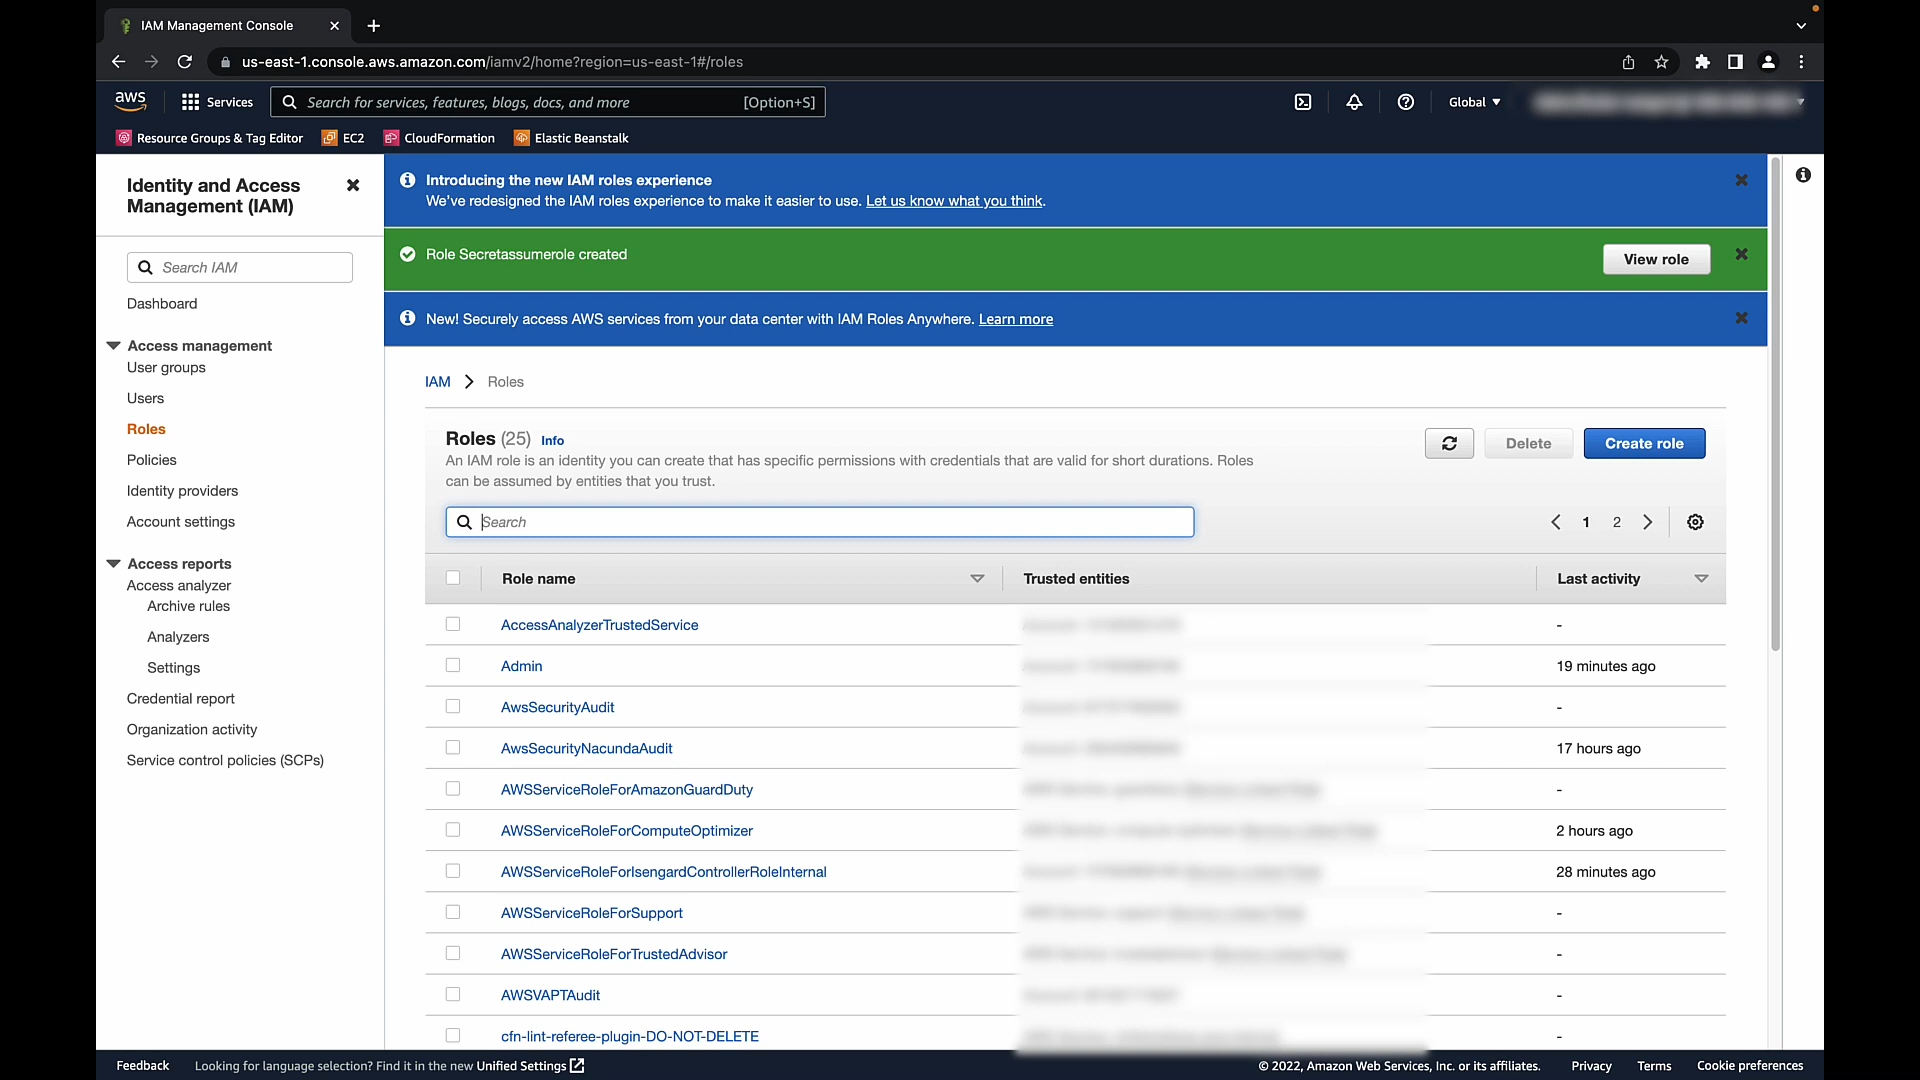 IAM Management Console
us-east-1.console.aws.amazon.com/iamv2/home?region=us-east-1#/roles
aws
Services
Search for services, features, blogs, docs, and more [Option+S]
Global
Resource Groups & Tag Editor EC2 CloudFormation Elastic Beanstalk
Identity and Access
Management (IAM)
Search IAM
Dashboard
Access management
User groups
Users
Roles
Policies
Identity providers
Account settings
Access reports
Access analyzer
Archive rules
Analyzers
Settings
Credential report
Organization activity
Service control policies (SCPs)
Introducing the new IAM roles experience
We've redesigned the IAM roles experience to make it easier to use. Let us know what you think.
Role Secretassumerole created
View role
New! Securely access AWS services from your data center with IAM Roles Anywhere. Learn more
IAM > Roles
Roles (25) Info
An IAM role is an identity you can create that has specific permissions with credentials that are valid for short durations. Roles
can be assumed by entities that you trust.
Delete
Create role
Search
1 2
Role name Trusted entities Last activity
AccessAnalyzerTrustedService -
Admin 19 minutes ago
AwsSecurityAudit -
AwsSecurityNacundaAudit 17 hours ago
AWSServiceRoleForAmazonGuardDuty -
AWSServiceRoleForComputeOptimizer 2 hours ago
AWSServiceRoleForIsengardControllerRoleInternal 28 minutes ago
AWSServiceRoleForSupport -
AWSServiceRoleForTrustedAdvisor -
AWSVAPTAudit -
cfn-lint-referee-plugin-DO-NOT-DELETE -
Feedback Looking for language selection? Find it in the new Unified Settings © 2022, Amazon Web Services, Inc. or its affiliates. Privacy Terms Cookie preferences